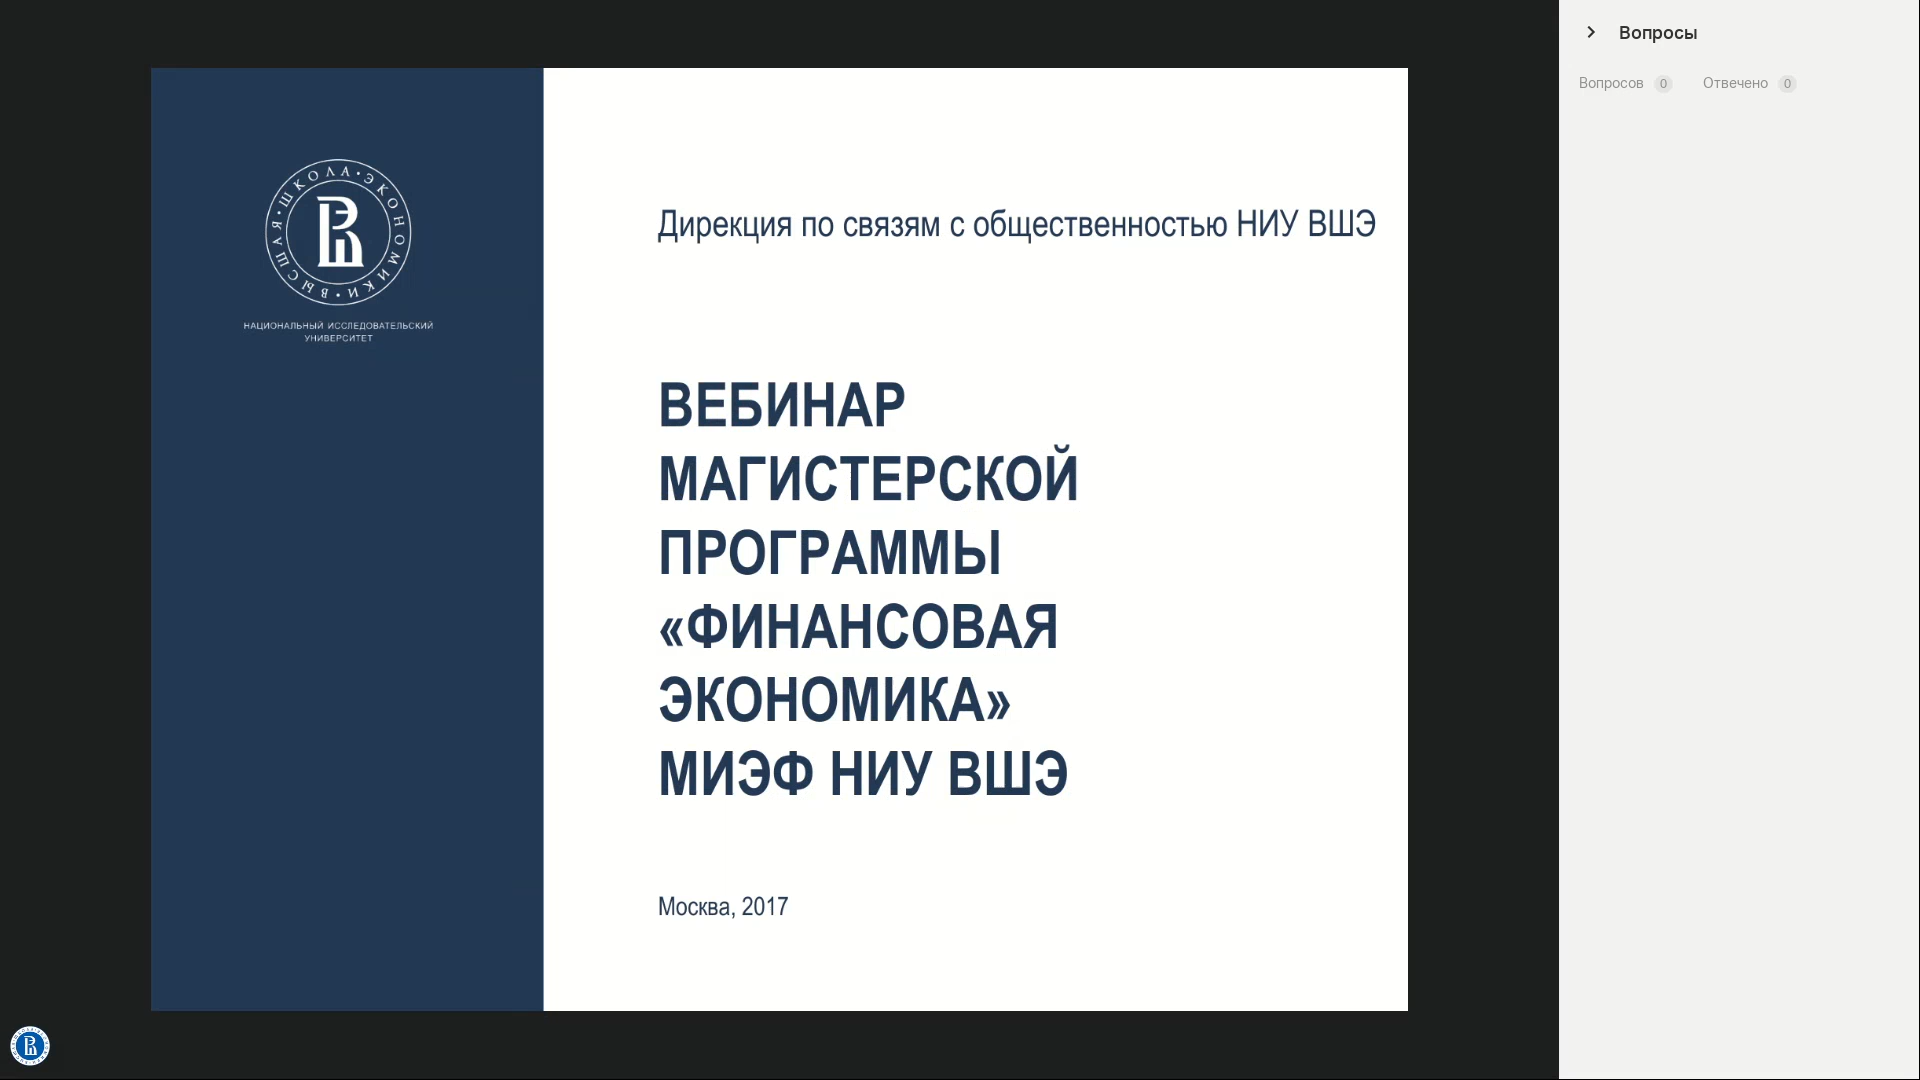 ВЫСШАЯ • ШКОЛА • ЭКОНОМИКИ •
НАЦИОНАЛЬНЫЙ ИССЛЕДОВАТЕЛЬСКИЙ
УНИВЕРСИТЕТ
Дирекция по связям с общественностью НИУ ВШЭ
ВЕБИНАР
МАГИСТЕРСКОЙ
ПРОГРАММЫ
«ФИНАНСОВАЯ
ЭКОНОМИКА»
МИЭФ НИУ ВШЭ
Москва, 2017
Вопросы
Вопросов 0 Отвечено 0